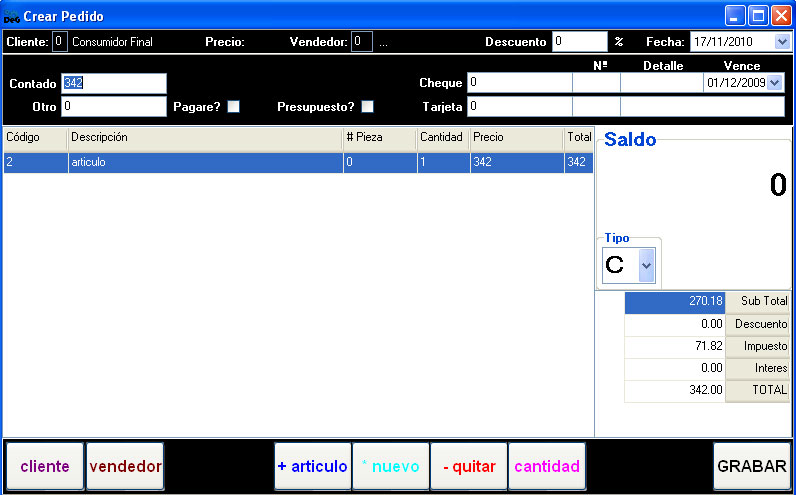 Crear Pedido
Cliente: 0 Consumidor Final Precio: Vendedor: 0 ... Descuento 0 % Fecha: 17/11/2010
Nº Detalle Vence
Contado 342 Cheque 0 01/12/2009
Otro 0 Pagare? Presupuesto? Tarjeta 0
Código Descripción # Pieza Cantidad Precio Total
2 articulo 0 1 342 342
Saldo
0
Tipo
C
270.18 Sub Total
0.00 Descuento
71.82 Impuesto
0.00 Interes
342.00 TOTAL
cliente vendedor + articulo * nuevo - quitar cantidad GRABAR